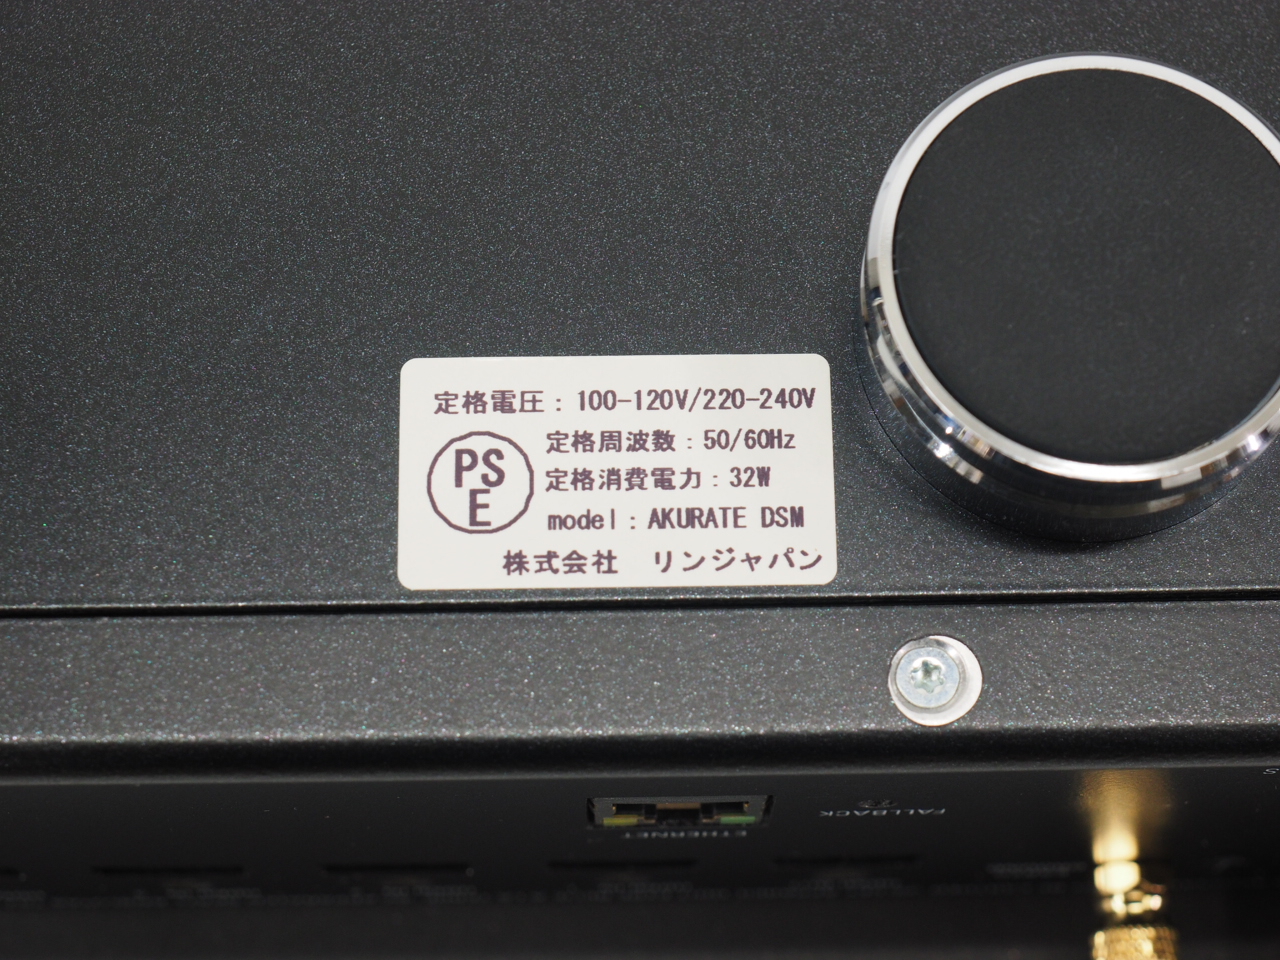 定格電圧：100-120V/220-240V
定格周波数：50/60Hz
PS
E
定格消費電力：32W
model：AKURATE DSM
株式会社　リンジャパン
FALLBACK
ETHERNET